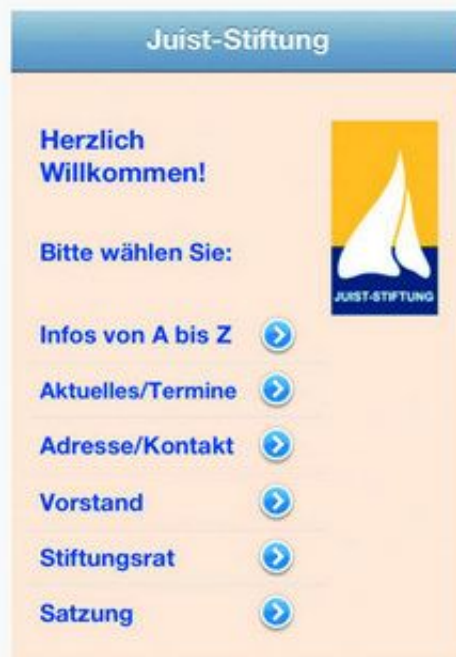 Juist-Stiftung
Herzlich
Willkommen!
Bitte wählen Sie:
JUIST-STIFTUNG
Infos von A bis Z
Aktuelles/Termine
Adresse/Kontakt
Vorstand
Stiftungsrat
Satzung